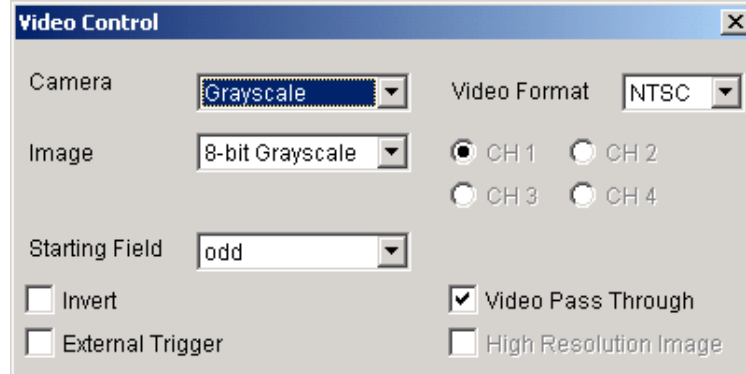 Video Control
Camera Grayscale Video Format NTSC
Image 8-bit Grayscale CH 1 CH 2
CH 3 CH 4
Starting Field odd
Invert Video Pass Through
External Trigger High Resolution Image